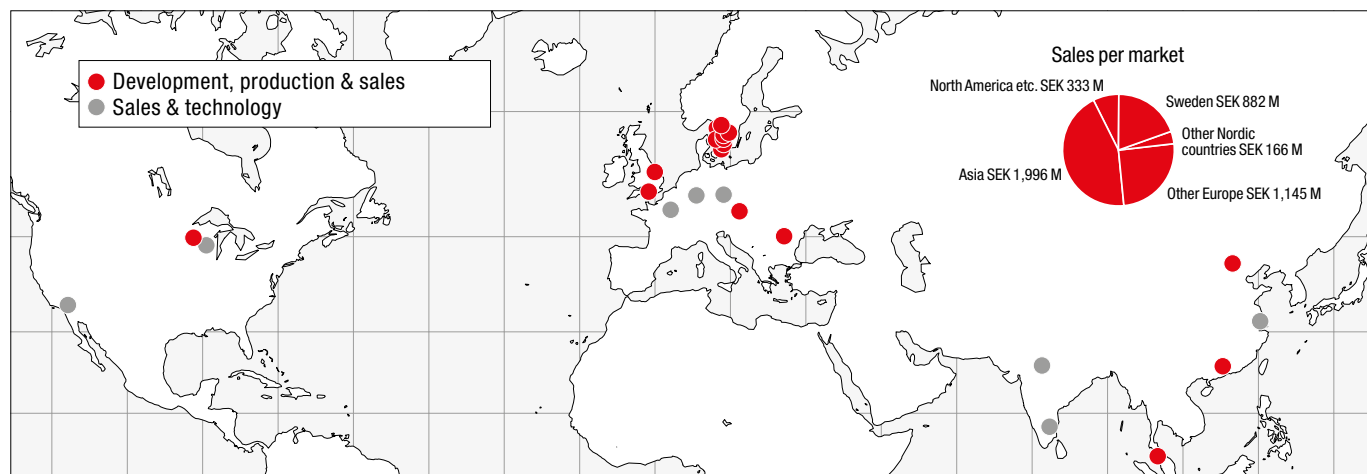 Development, production & sales
Sales & technology
Sales per market
North America etc. SEK 333 M
Sweden SEK 882 M
Other Nordic
countries SEK 166 M
Asia SEK 1,996 M
Other Europe SEK 1,145 M